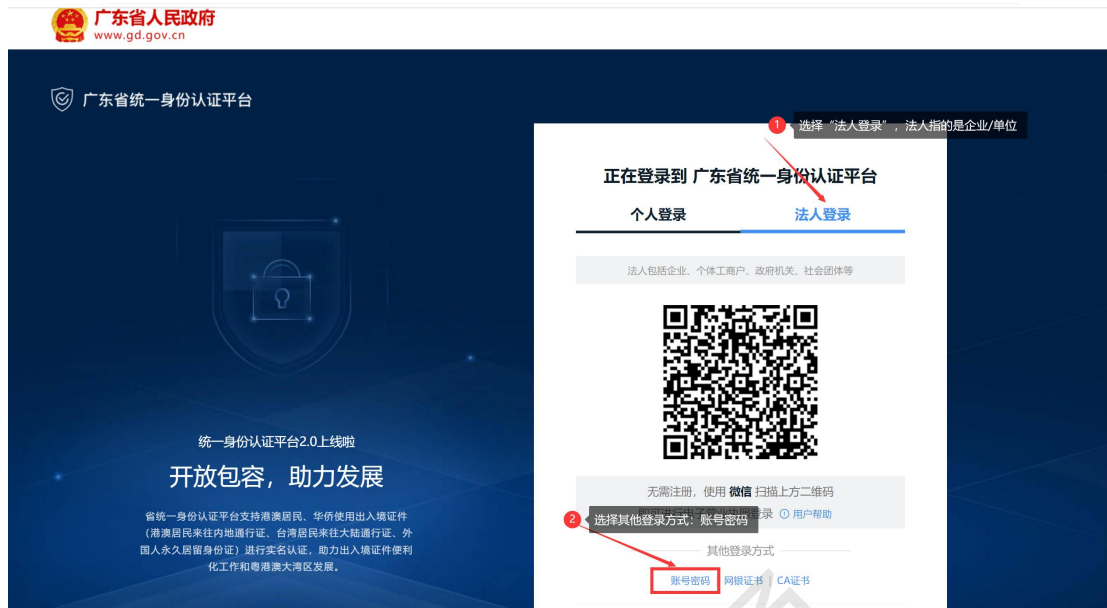 广东省人民政府
www.gd.gov.cn
广东省统一身份认证平台
1 选择“法人登录”，法人指的是企业/单位
正在登录到 广东省统一身份认证平台
个人登录 法人登录
法人包括企业、个体工商户、政府机关、社会团体等
无需注册，使用 微信 扫描上方二维码
登录 用户帮助
2 选择其他登录方式：账号密码
其他登录方式
账号密码 | 网银证书 | CA证书
统一身份认证平台2.0上线啦
开放包容，助力发展
省统一身份认证平台支持港澳居民、华侨使用出入境证件
（港澳居民来往内地通行证、台湾居民来往大陆通行证、外
国人永久居留身份证）进行实名认证，助力出入境证件便利
化工作和粤港澳大湾区发展。